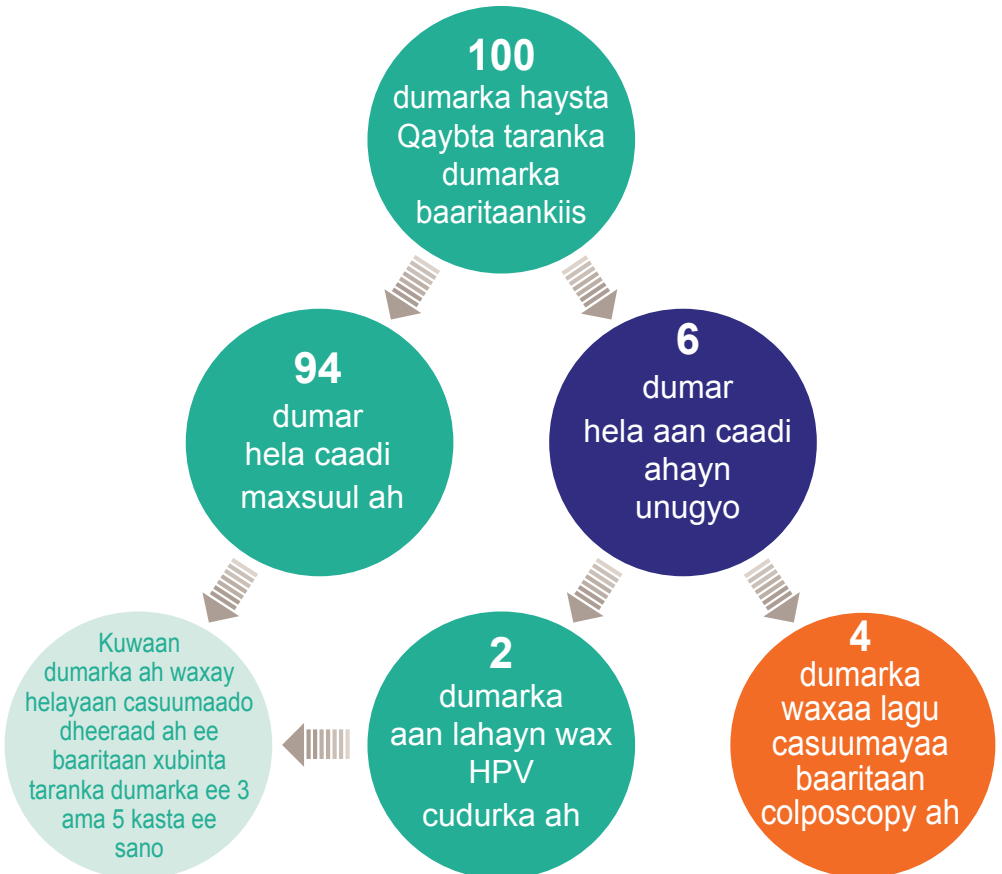 100
dumarka haysta
Qaybta taranka
dumarka
baaritaankiis
94
dumar
hela caadi
maxsuul ah
6
dumar
hela aan caadi
ahayn
unugyo
Kuwaan
dumarka ah waxay
helayaan casuumaado
dheeraad ah ee
baaritaan xubinta
taranka dumarka ee 3
ama 5 kasta ee
sano
2
dumarka
aan lahayn wax
HPV
cudurka ah
4
dumarka
waxaa lagu
casuumayaa
baaritaan
colposcopy ah